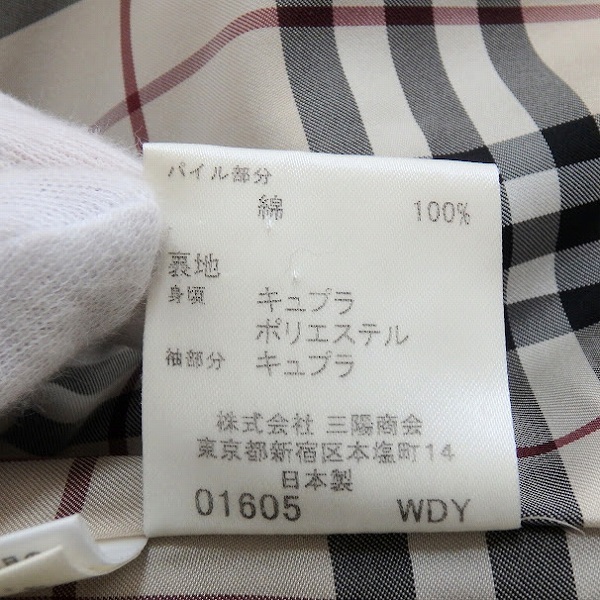 パイル部分
綿 100%
裏地
身頃 キュプラ
ポリエステル
袖部分 キュプラ
株式会社 三陽商会
東京都新宿区本塩町14
日本製
01605 WDY